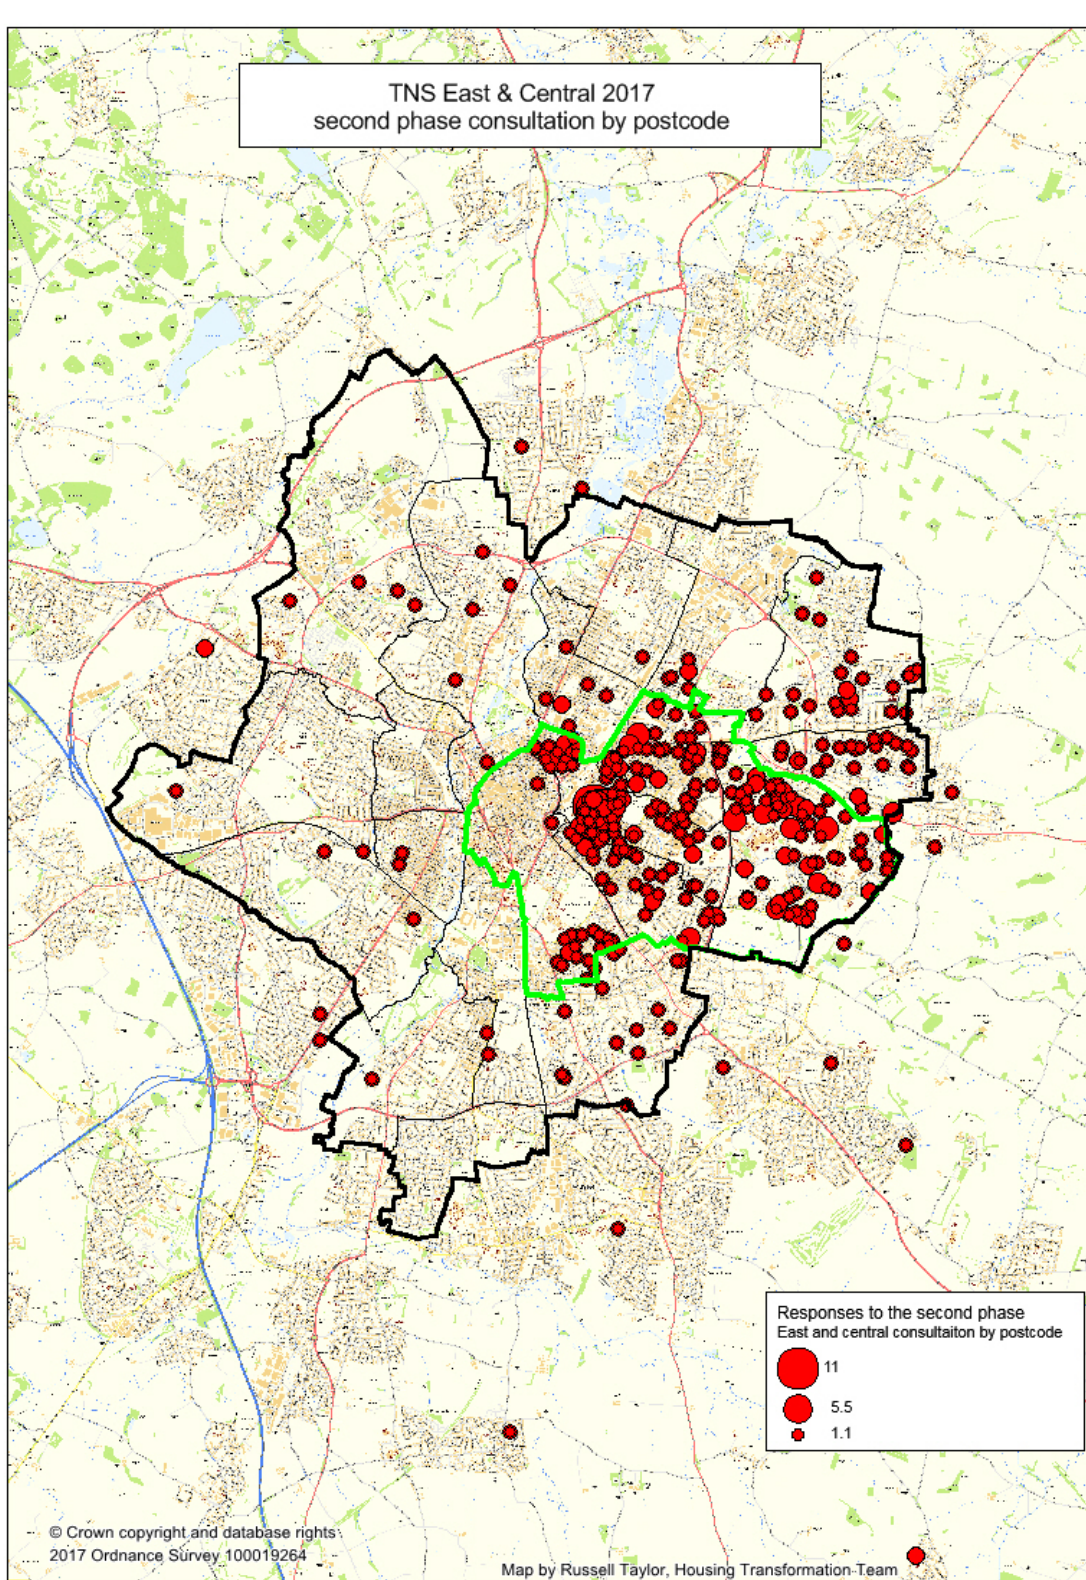 TNS East & Central 2017
second phase consultation by postcode
Responses to the second phase
East and central consultaiton by postcode
11
5.5
1.1
© Crown copyright and database rights
2017 Ordnance Survey 100019264
Map by Russell Taylor, Housing Transformation Team